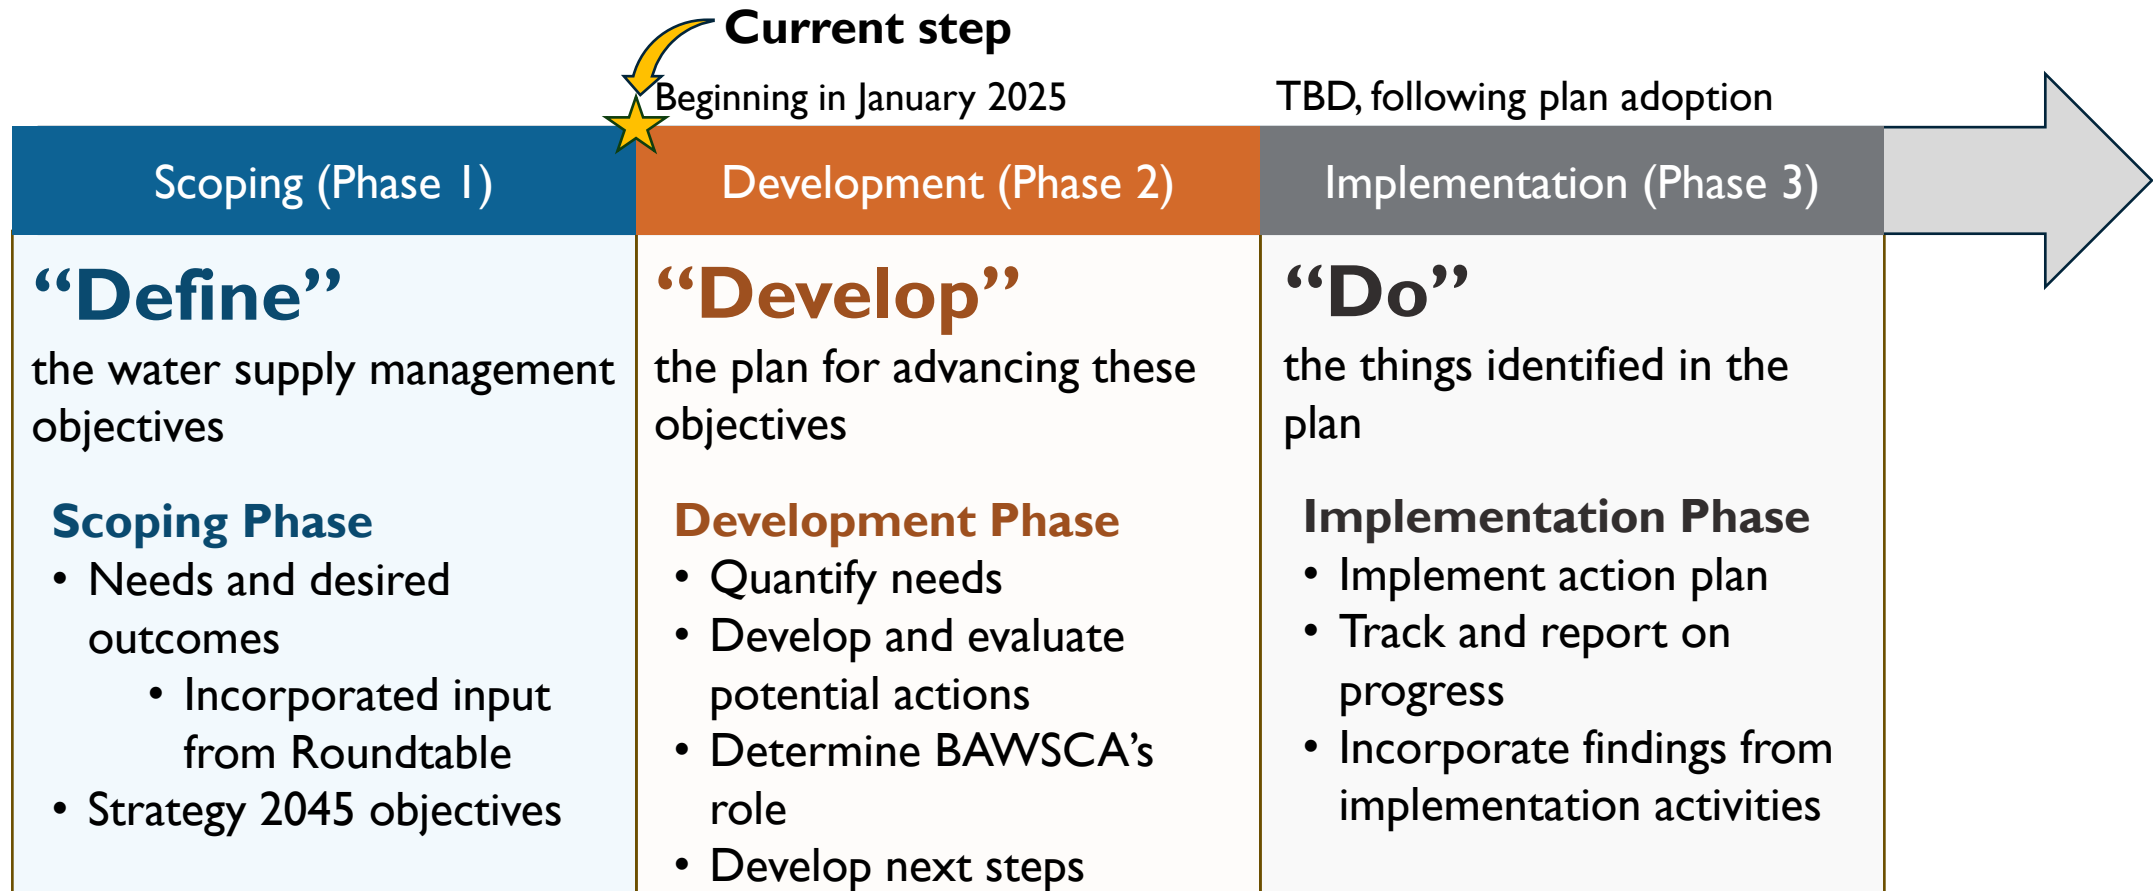 Current step
Beginning in January 2025
TBD, following plan adoption
Scoping (Phase 1)
Development (Phase 2)
Implementation (Phase 3)
“Define”
the water supply management
objectives
Scoping Phase
• Needs and desired
outcomes
• Incorporated input
from Roundtable
• Strategy 2045 objectives
“Develop”
the plan for advancing these
objectives
Development Phase
• Quantify needs
• Develop and evaluate
potential actions
• Determine BAWSCA’s
role
• Develop next steps
“Do”
the things identified in the
plan
Implementation Phase
• Implement action plan
• Track and report on
progress
• Incorporate findings from
implementation activities